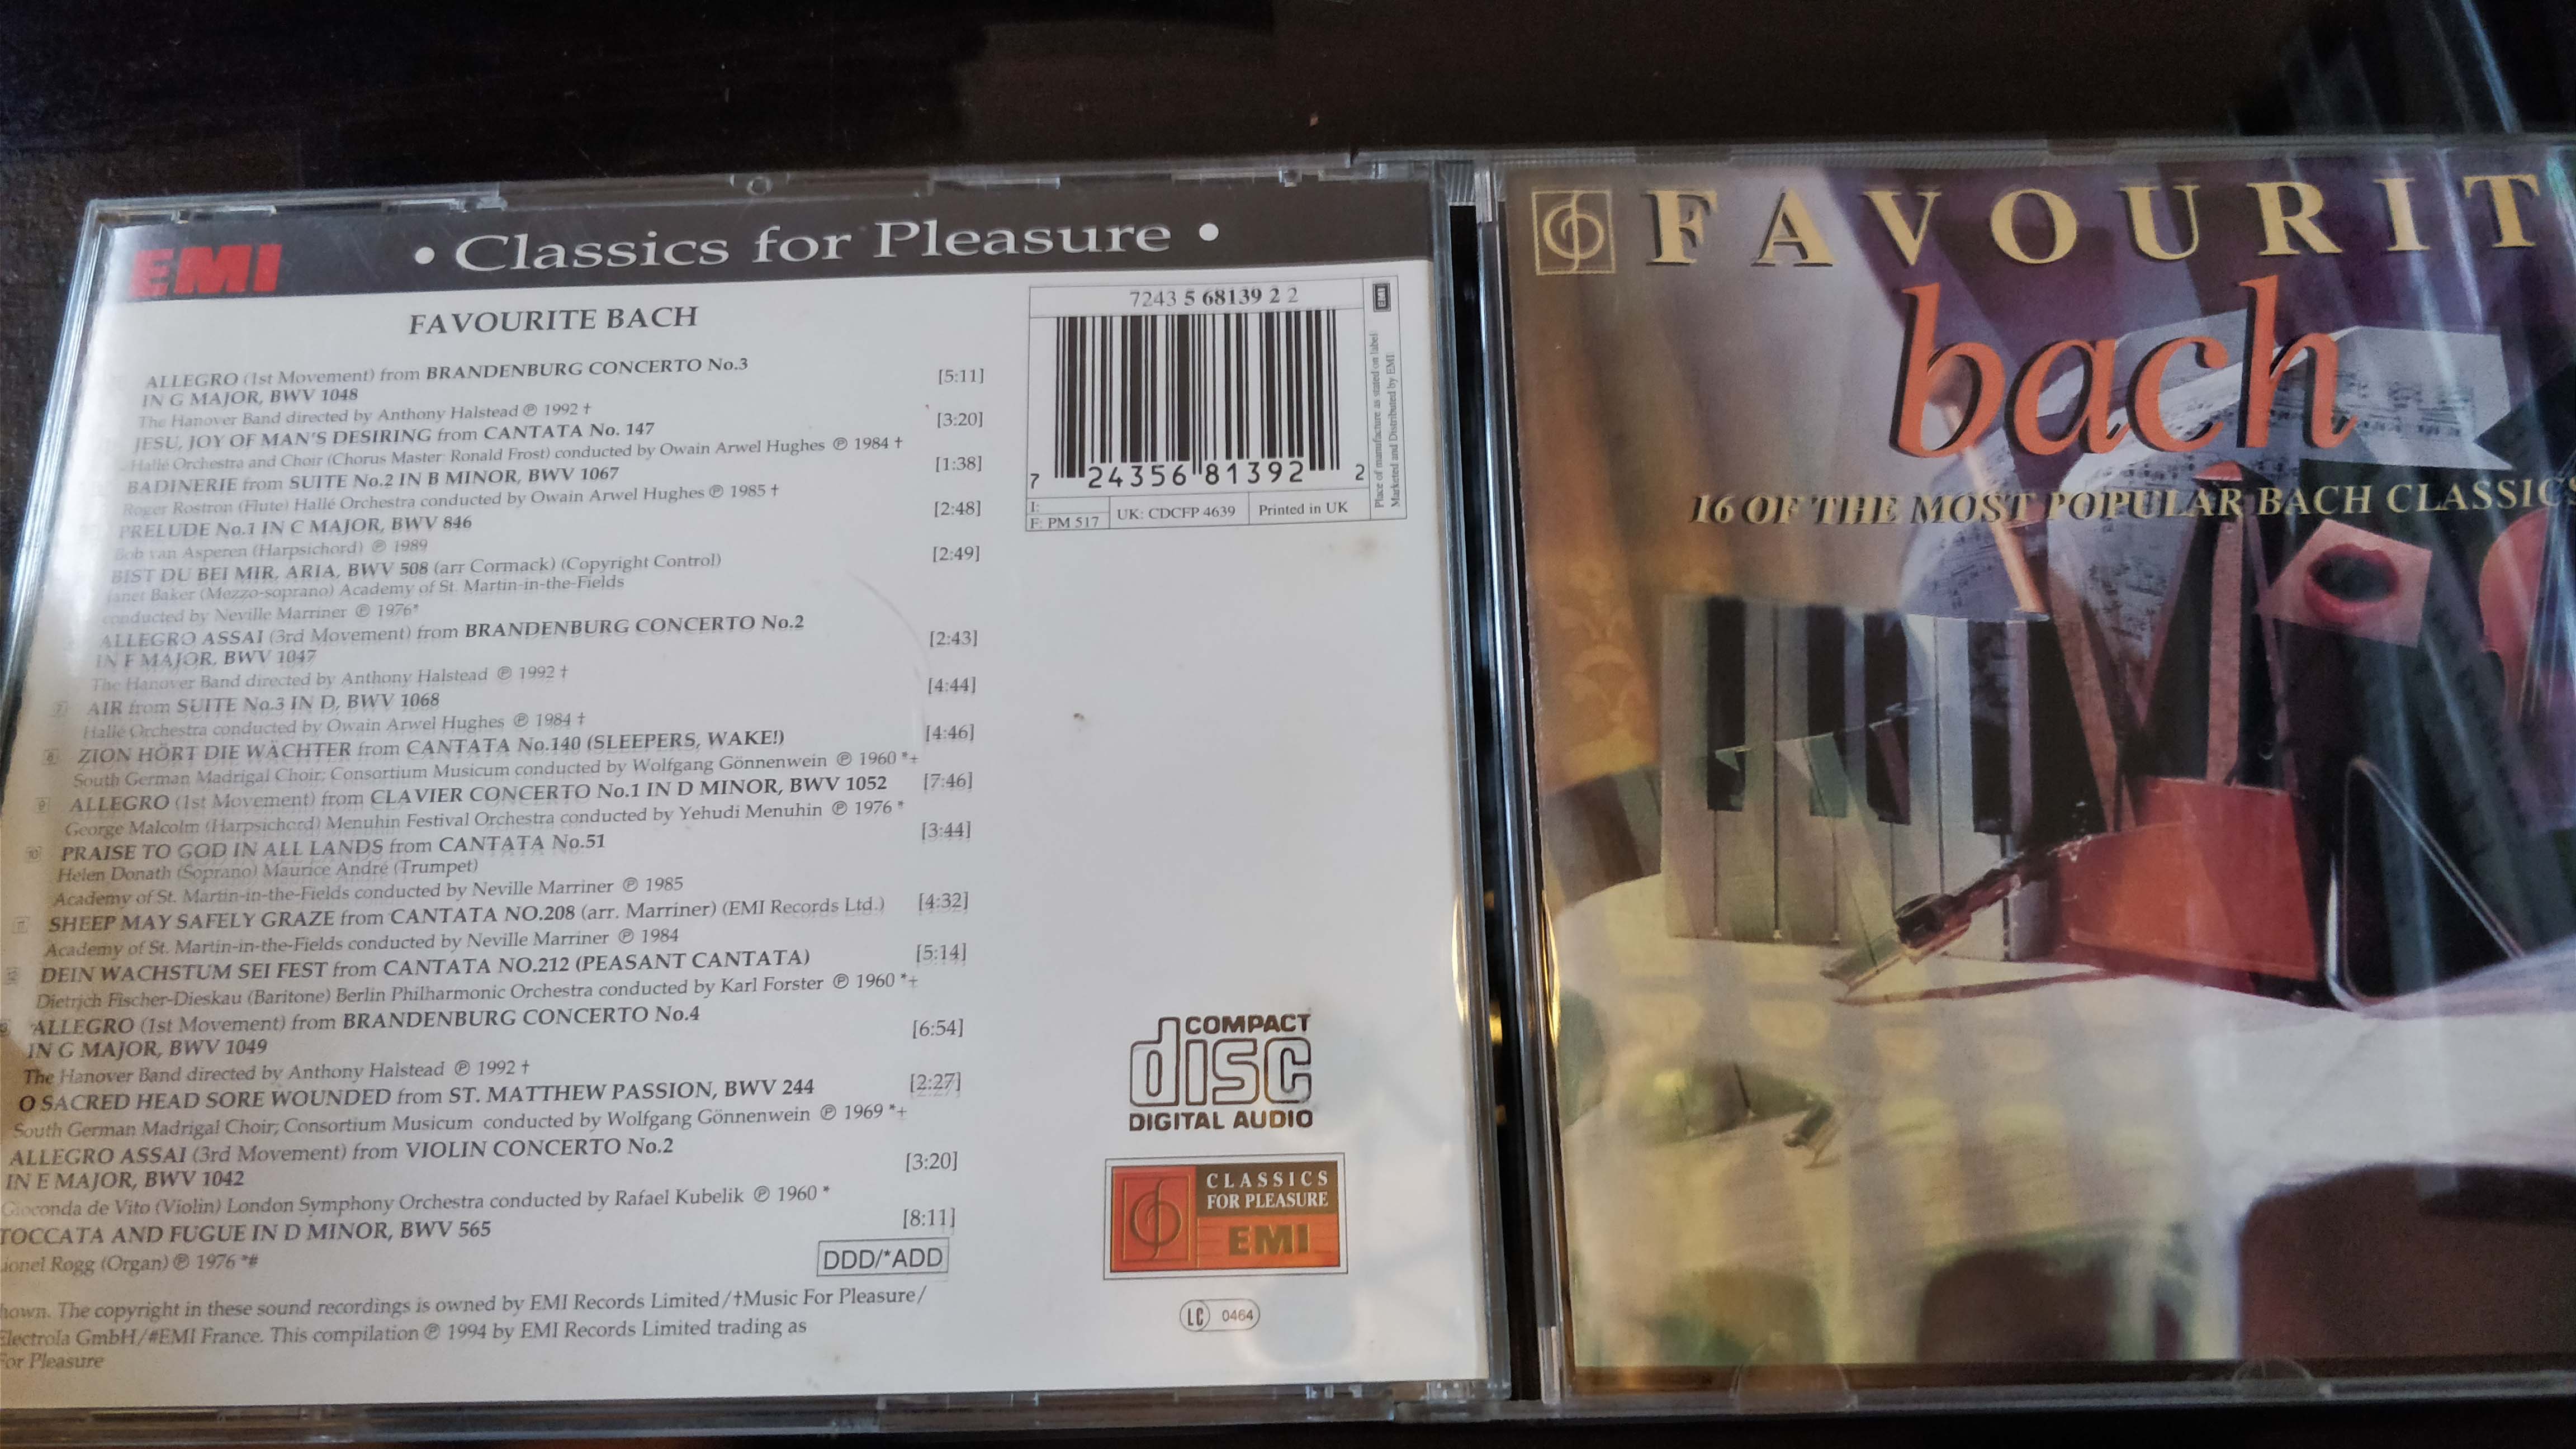 EMI
• Classics for Pleasure •
FAVOURITE BACH
ALLEGRO (1st Movement) from BRANDENBURG CONCERTO No.3 [5:11]
IN G MAJOR, BWV 1048
The Hanover Band directed by Anthony Halstead ℗ 1992 †
JESU, JOY OF MAN'S DESIRING from CANTATA No. 147 [3:20]
Hallé Orchestra and Choir (Chorus Master: Ronald Frost) conducted by Owain Arwel Hughes ℗ 1984 †
BADINERIE from SUITE No.2 IN B MINOR, BWV 1067 [1:38]
Roger Rostron (Flute) Hallé Orchestra conducted by Owain Arwel Hughes ℗ 1985 †
PRELUDE No.1 IN C MAJOR, BWV 846 [2:48]
Bob van Asperen (Harpsichord) ℗ 1989
BIST DU BEI MIR, ARIA, BWV 508 (arr Cormack) (Copyright Control) [2:49]
Janet Baker (Mezzo-soprano) Academy of St. Martin-in-the-Fields
conducted by Neville Marriner ℗ 1976*
ALLEGRO ASSAI (3rd Movement) from BRANDENBURG CONCERTO No.2 [2:43]
IN F MAJOR, BWV 1047
The Hanover Band directed by Anthony Halstead ℗ 1992 †
7 AIR from SUITE No.3 IN D, BWV 1068 [4:44]
Hallé Orchestra conducted by Owain Arwel Hughes ℗ 1984 †
8 ZION HÖRT DIE WÄCHTER from CANTATA No.140 (SLEEPERS, WAKE!) [4:46]
South German Madrigal Choir; Consortium Musicum conducted by Wolfgang Gönnenwein ℗ 1960 *+
9 ALLEGRO (1st Movement) from CLAVIER CONCERTO No.1 IN D MINOR, BWV 1052 [7:46]
George Malcolm (Harpsichord) Menuhin Festival Orchestra conducted by Yehudi Menuhin ℗ 1976 *
10 PRAISE TO GOD IN ALL LANDS from CANTATA No.51 [3:44]
Helen Donath (Soprano) Maurice André (Trumpet)
Academy of St. Martin-in-the-Fields conducted by Neville Marriner ℗ 1985
11 SHEEP MAY SAFELY GRAZE from CANTATA NO.208 (arr. Marriner) (EMI Records Ltd.) [4:32]
Academy of St. Martin-in-the-Fields conducted by Neville Marriner ℗ 1984
12 DEIN WACHSTUM SEI FEST from CANTATA NO.212 (PEASANT CANTATA) [5:14]
Dietrich Fischer-Dieskau (Baritone) Berlin Philharmonic Orchestra conducted by Karl Forster ℗ 1960 *+
ALLEGRO (1st Movement) from BRANDENBURG CONCERTO No.4 [6:54]
IN G MAJOR, BWV 1049
The Hanover Band directed by Anthony Halstead ℗ 1992 †
O SACRED HEAD SORE WOUNDED from ST. MATTHEW PASSION, BWV 244 [2:27]
South German Madrigal Choir; Consortium Musicum conducted by Wolfgang Gönnenwein ℗ 1969 *+
ALLEGRO ASSAI (3rd Movement) from VIOLIN CONCERTO No.2 [3:20]
IN E MAJOR, BWV 1042
Gioconda de Vito (Violin) London Symphony Orchestra conducted by Rafael Kubelik ℗ 1960 *
TOCCATA AND FUGUE IN D MINOR, BWV 565 [8:11]
ionel Rogg (Organ) ℗ 1976 *#
DDD/*ADD
hown. The copyright in these sound recordings is owned by EMI Records Limited/†Music For Pleasure/
Electrola GmbH/#EMI France. This compilation ℗ 1994 by EMI Records Limited trading as
For Pleasure
7243 5 68139 2 2
7 24356 81392 2
I:
F: PM 517
UK: CDCFP 4639
Printed in UK
EMI
Place of manufacture as stated on label
Marketed and Distributed by EMI
COMPACT
disc
DIGITAL AUDIO
CLASSICS
FOR PLEASURE
EMI
LC 0464
FAVOURIT
bach
16 OF THE MOST POPULAR BACH CLASSICS